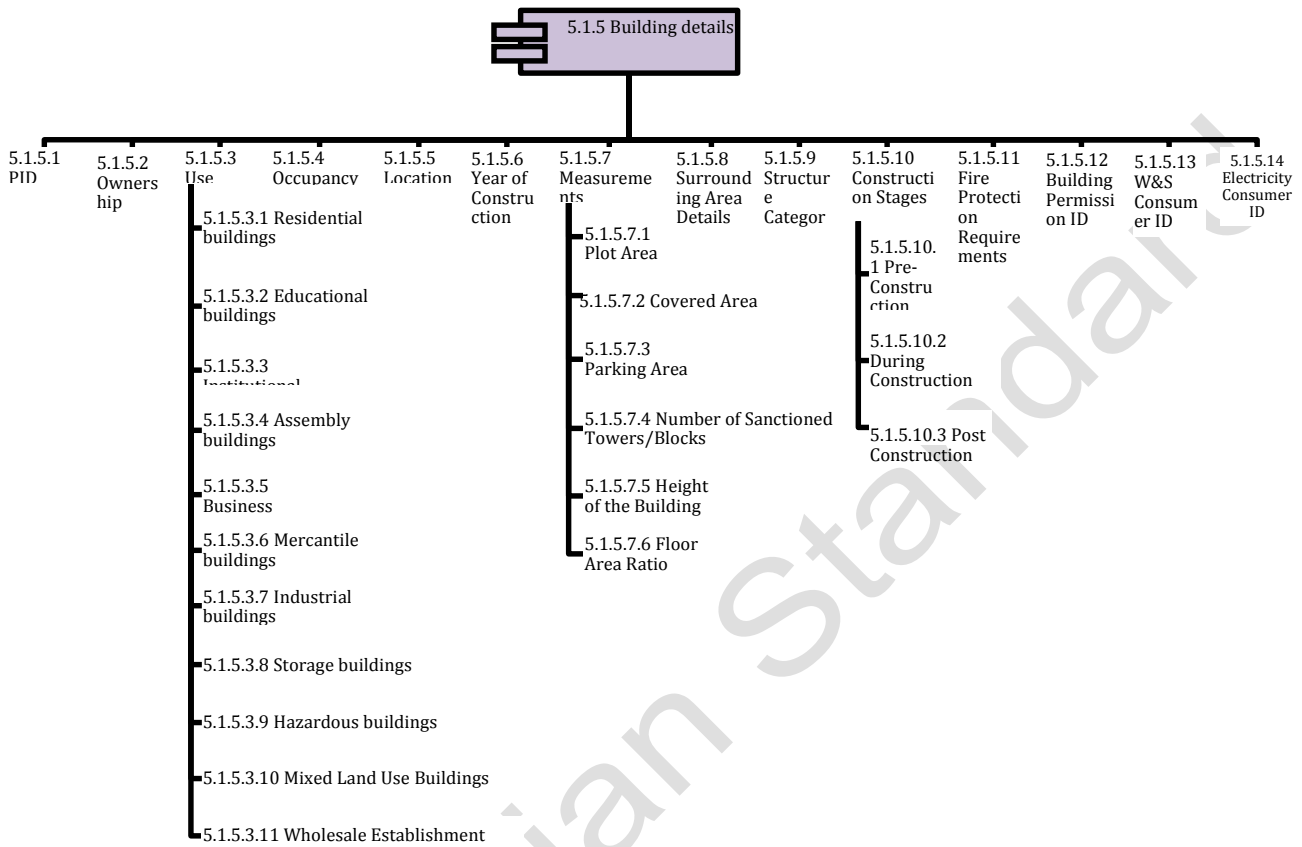 5.1.5 Building details
5.1.5.1
PID
5.1.5.2
Owners
hip
5.1.5.3
Use
5.1.5.4
Occupancy
5.1.5.5
Location
5.1.5.6
Year of
Constru
ction
5.1.5.7
Measureme
nts
5.1.5.8
Surround
ing Area
Details
5.1.5.9
Structur
e
Categor
5.1.5.10
Constructi
on Stages
5.1.5.11
Fire
Protecti
on
Require
ments
5.1.5.12
Building
Permissi
on ID
5.1.5.13
W&S
Consum
er ID
5.1.5.14
Electricity
Consumer
ID
5.1.5.3.1 Residential
buildings
5.1.5.3.2 Educational
buildings
5.1.5.3.3
Institutional
5.1.5.3.4 Assembly
buildings
5.1.5.3.5
Business
5.1.5.3.6 Mercantile
buildings
5.1.5.3.7 Industrial
buildings
5.1.5.3.8 Storage buildings
5.1.5.3.9 Hazardous buildings
5.1.5.3.10 Mixed Land Use Buildings
5.1.5.3.11 Wholesale Establishment
5.1.5.7.1
Plot Area
5.1.5.7.2 Covered Area
5.1.5.7.3
Parking Area
5.1.5.7.4 Number of Sanctioned
Towers/Blocks
5.1.5.7.5 Height
of the Building
5.1.5.7.6 Floor
Area Ratio
5.1.5.10.
1 Pre-
Constru
ction
5.1.5.10.2
During
Construction
5.1.5.10.3 Post
Construction
ian Standard